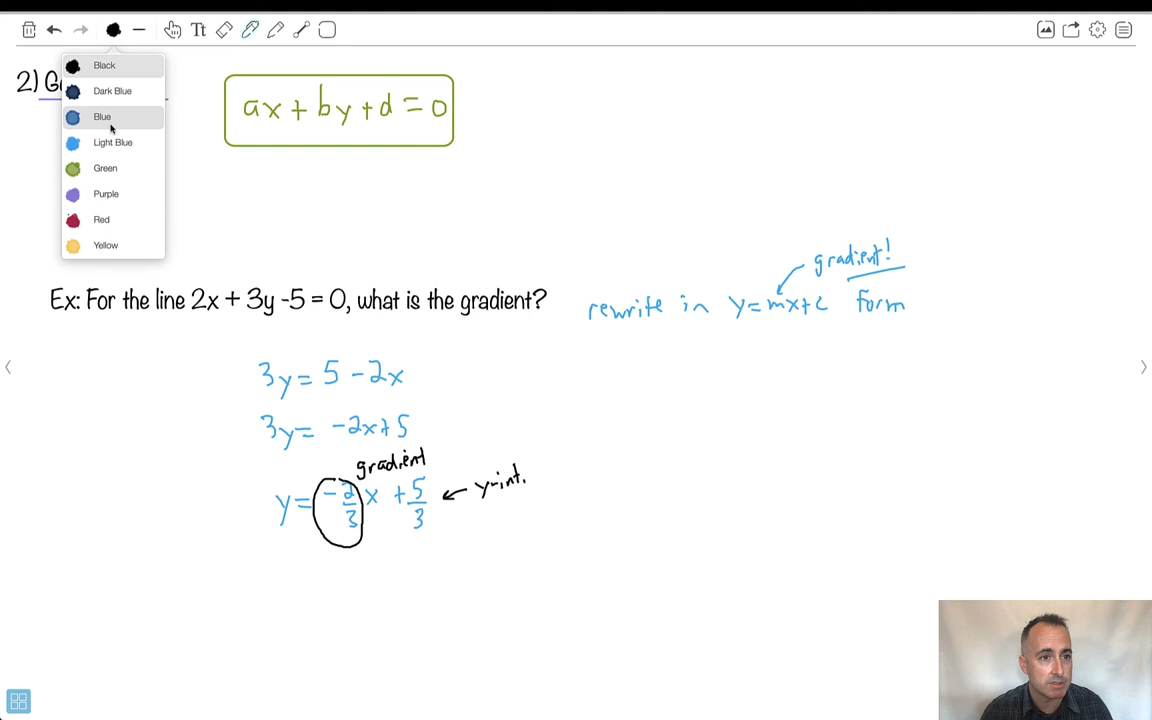 Tt
2) G
Black
Dark Blue
Blue
Light Blue
Green
Purple
Red
Yellow
ax + by + d = 0
gradient!
Ex: For the line 2x + 3y -5 = 0, what is the gradient?
rewrite in y = mx+c form
3y = 5 - 2x
3y = -2x + 5
gradient
y = -2/3 x + 5/3 ← y-int.